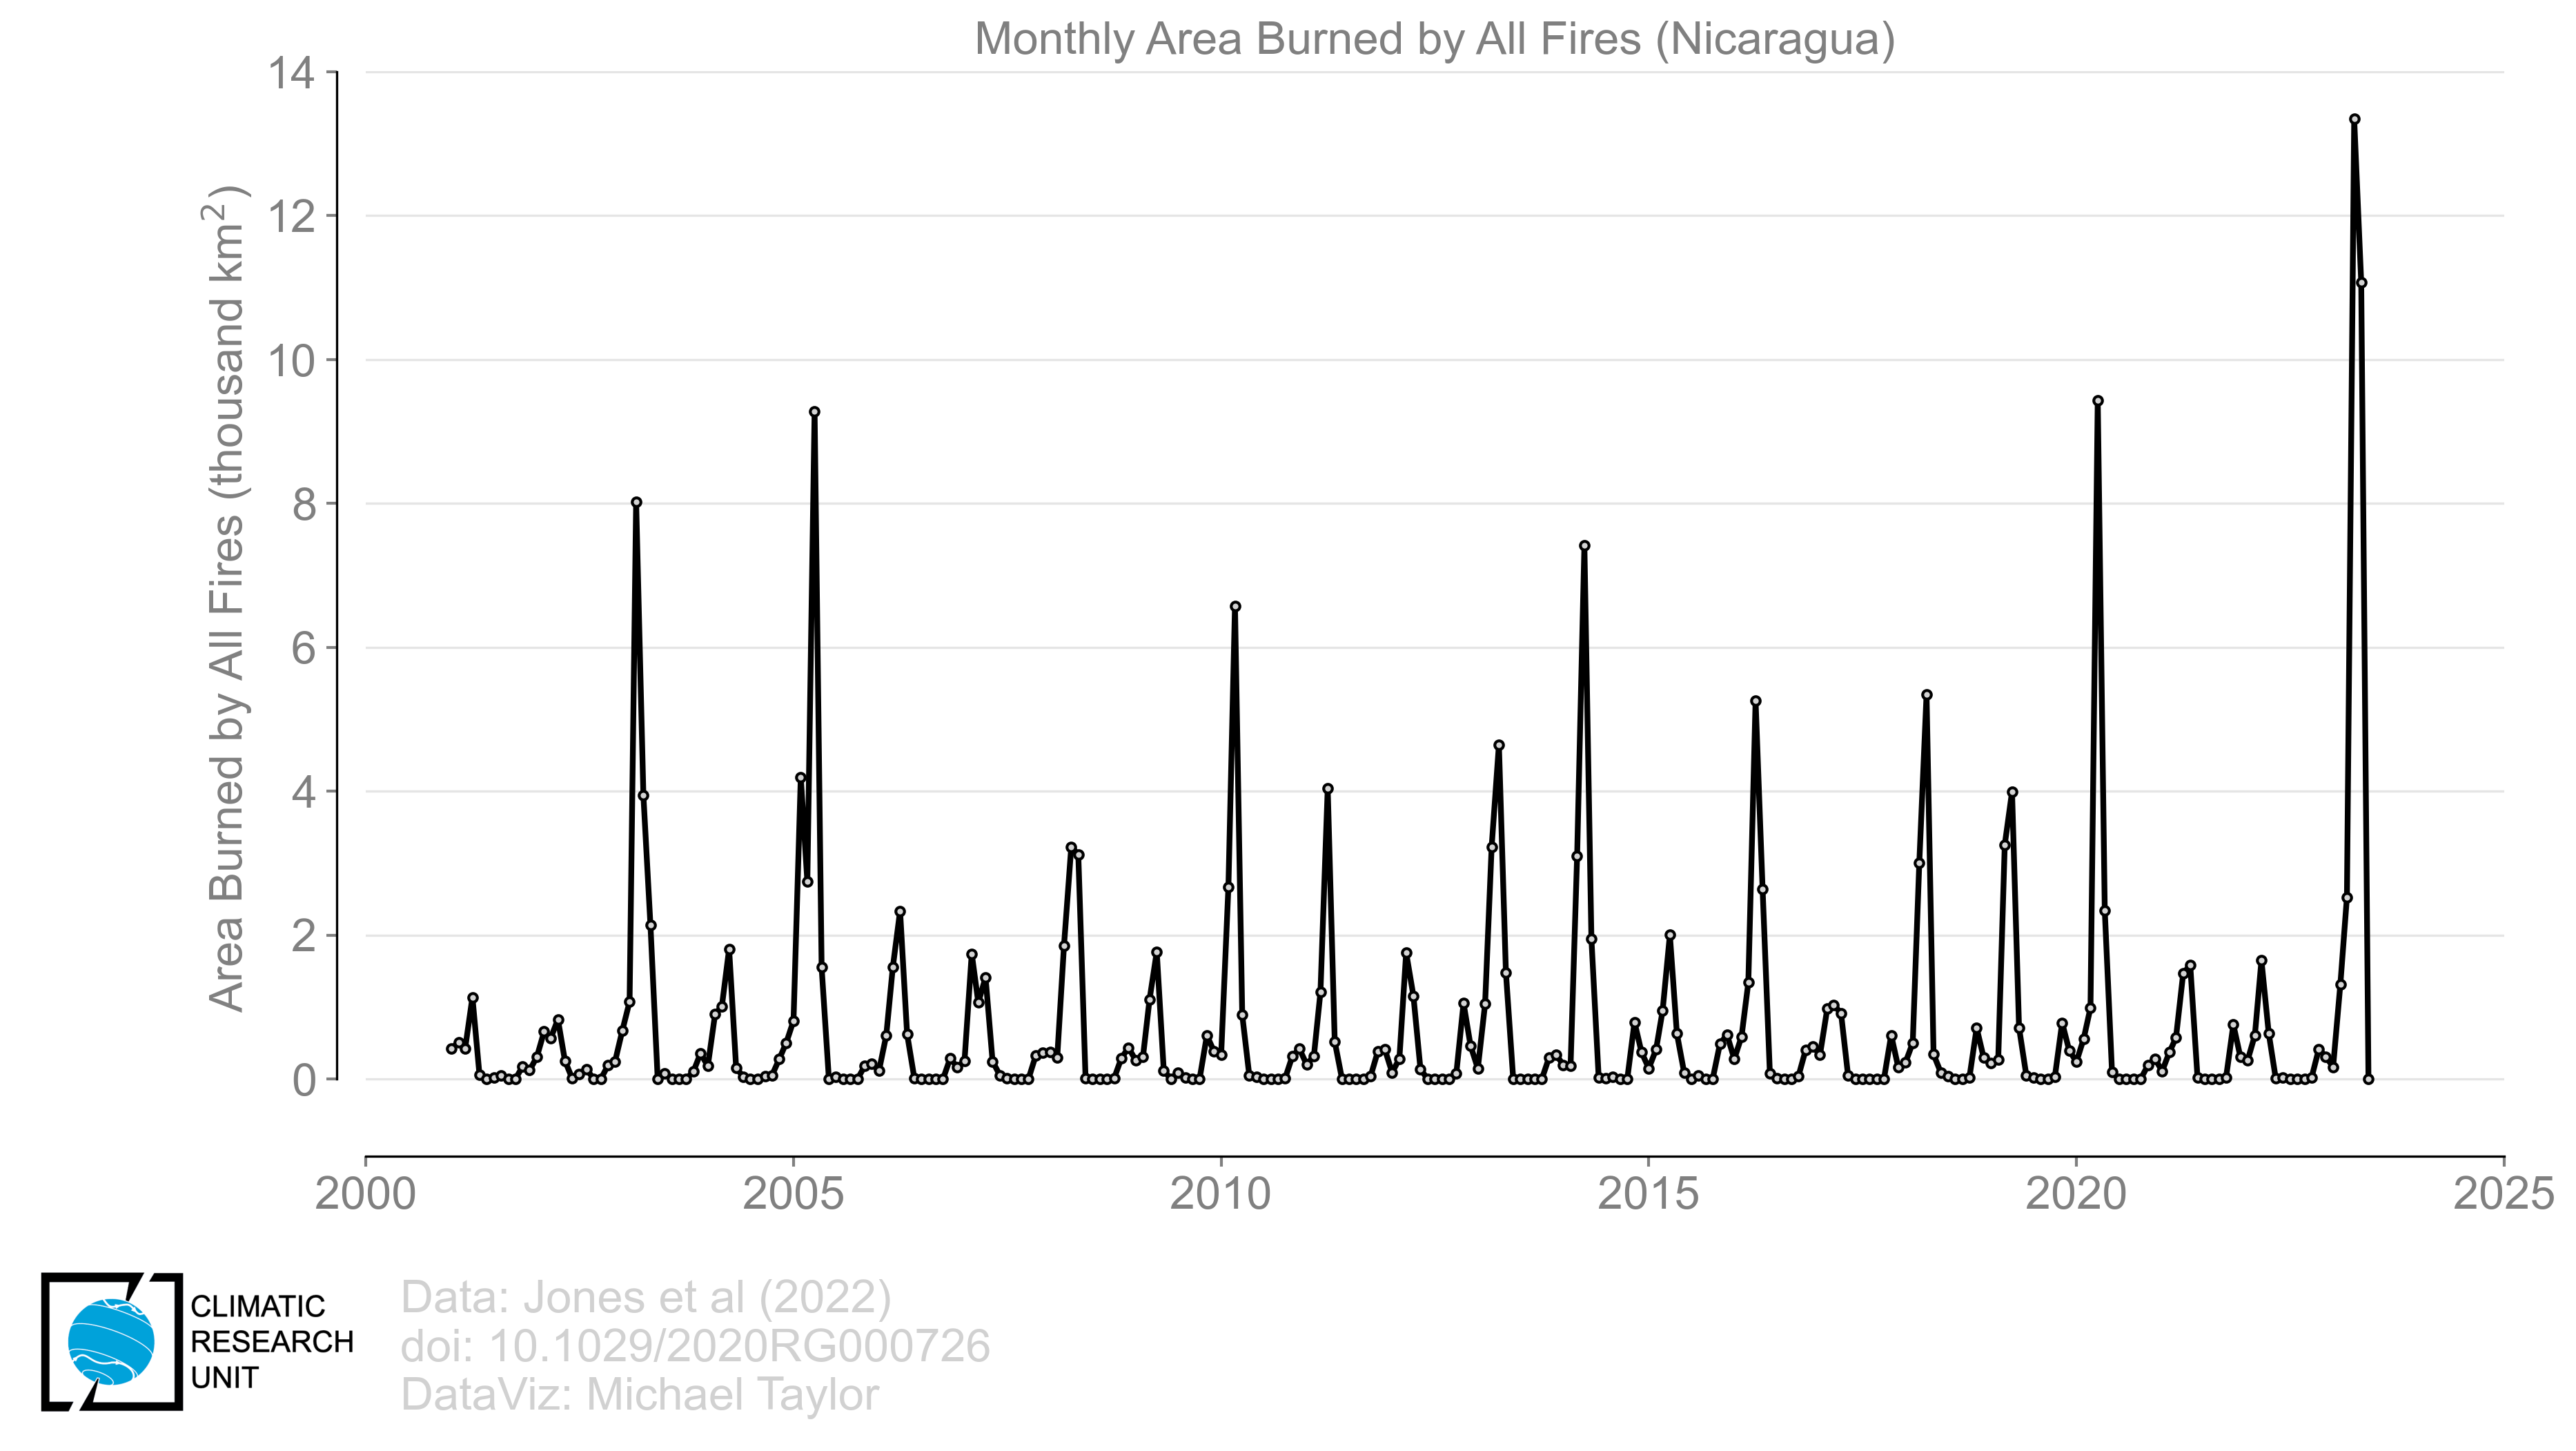 Monthly Area Burned by All Fires (Nicaragua)
Area Burned by All Fires (thousand km²)
14
12
10
8
6
4
2
0
2000
2005
2010
2015
2020
2025
CLIMATIC
RESEARCH
UNIT
Data: Jones et al (2022)
doi: 10.1029/2020RG000726
DataViz: Michael Taylor